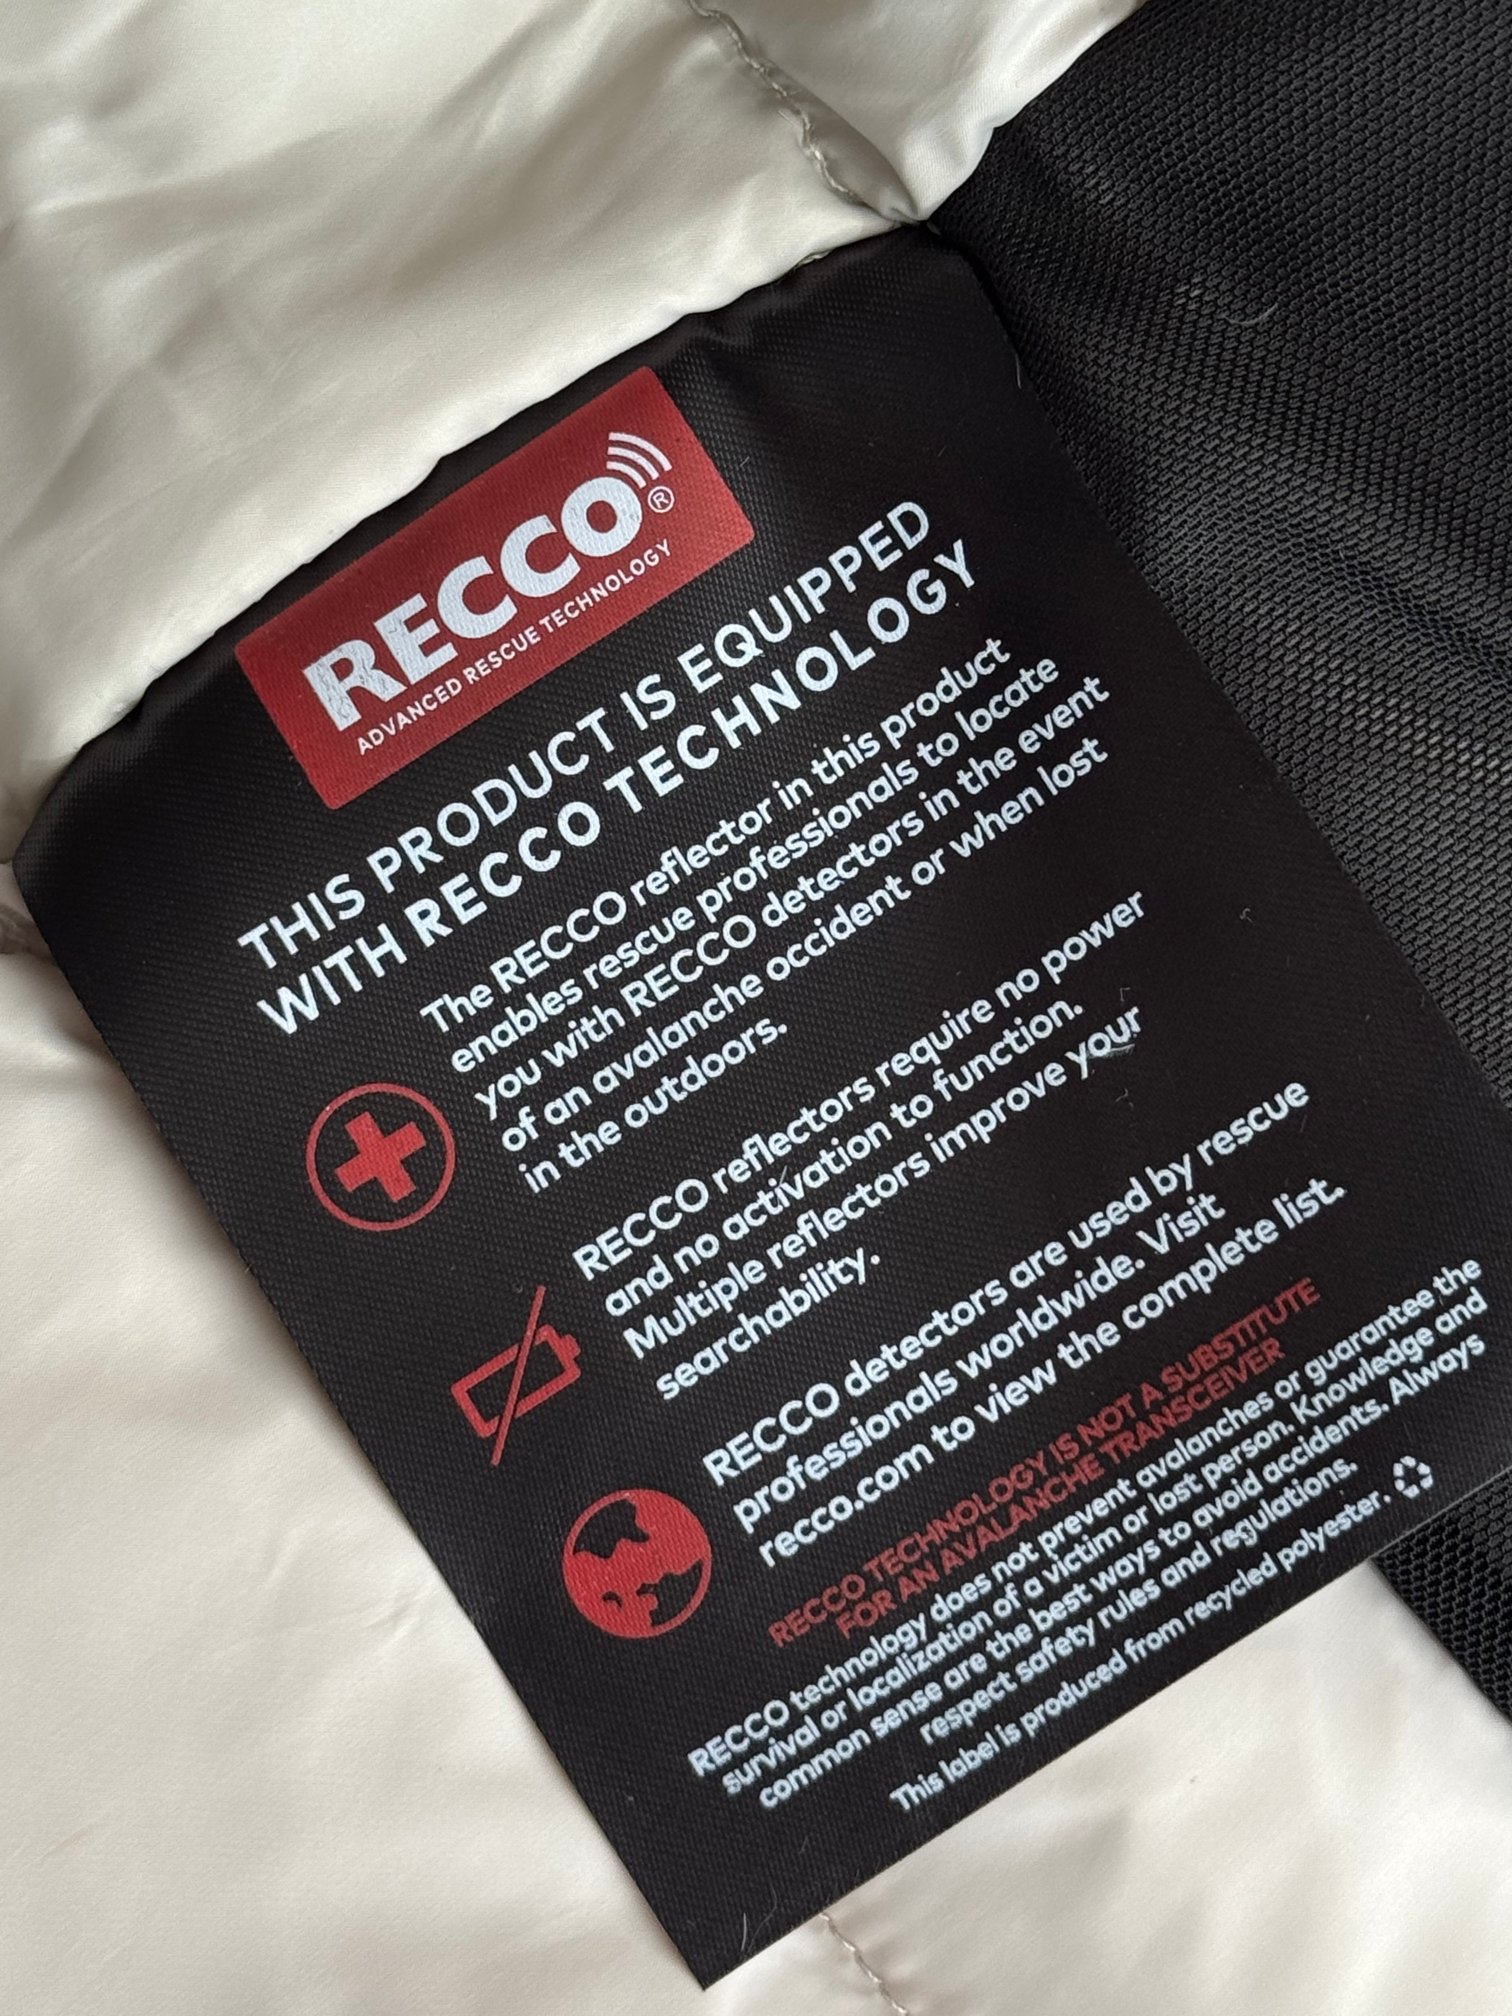 RECCO®
ADVANCED RESCUE TECHNOLOGY
THIS PRODUCT IS EQUIPPED
WITH RECCO TECHNOLOGY
The RECCO reflector in this product
enables rescue professionals to locate
you with RECCO detectors in the event
of an avalanche accident or when lost
in the outdoors.
RECCO reflectors require no power
and no activation to function.
Multiple reflectors improve your
searchability.
RECCO detectors are used by rescue
professionals worldwide. Visit
recco.com to view the complete list.
RECCO TECHNOLOGY IS NOT A SUBSTITUTE
FOR AN AVALANCHE TRANSCEIVER
RECCO technology does not prevent avalanches or guarantee the
survival or localization of a victim or lost person. Knowledge and
common sense are the best ways to avoid accidents. Always
respect safety rules and regulations.
This label is produced from recycled polyester.